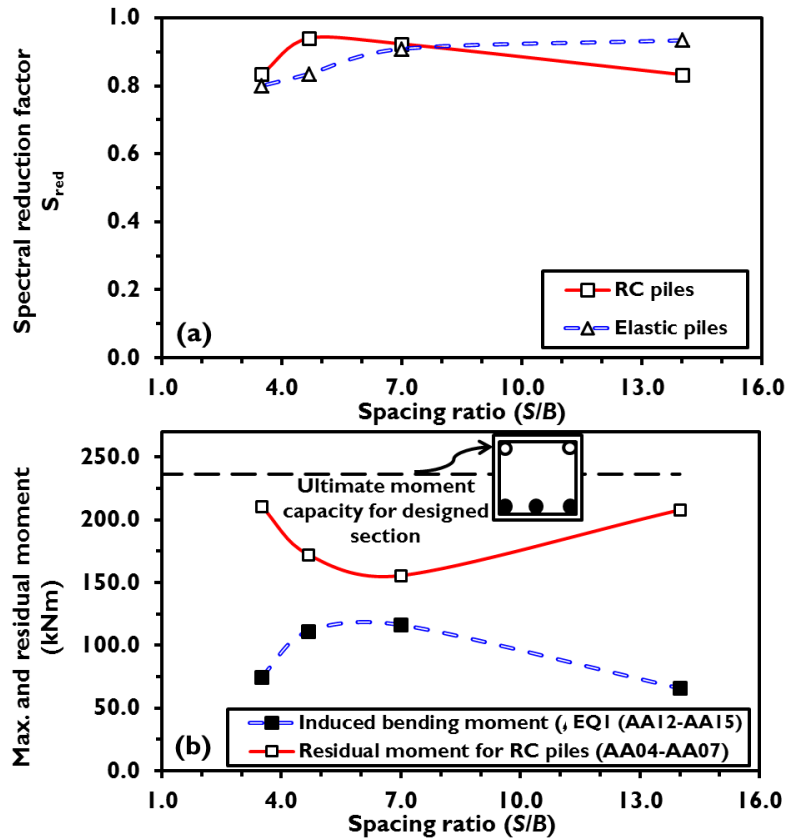 1.0
0.8
0.6
0.4
0.2
0.0
Spectral reduction factor
S_red
RC piles
Elastic piles
(a)
1.0 4.0 7.0 10.0 13.0 16.0
Spacing ratio (S/B)
250.0
200.0
150.0
100.0
50.0
0.0
Max. and residual moment
(kNm)
Ultimate moment
capacity for designed
section
Induced bending moment (, EQ1 (AA12-AA15)
Residual moment for RC piles (AA04-AA07)
(b)
1.0 4.0 7.0 10.0 13.0 16.0
Spacing ratio (S/B)